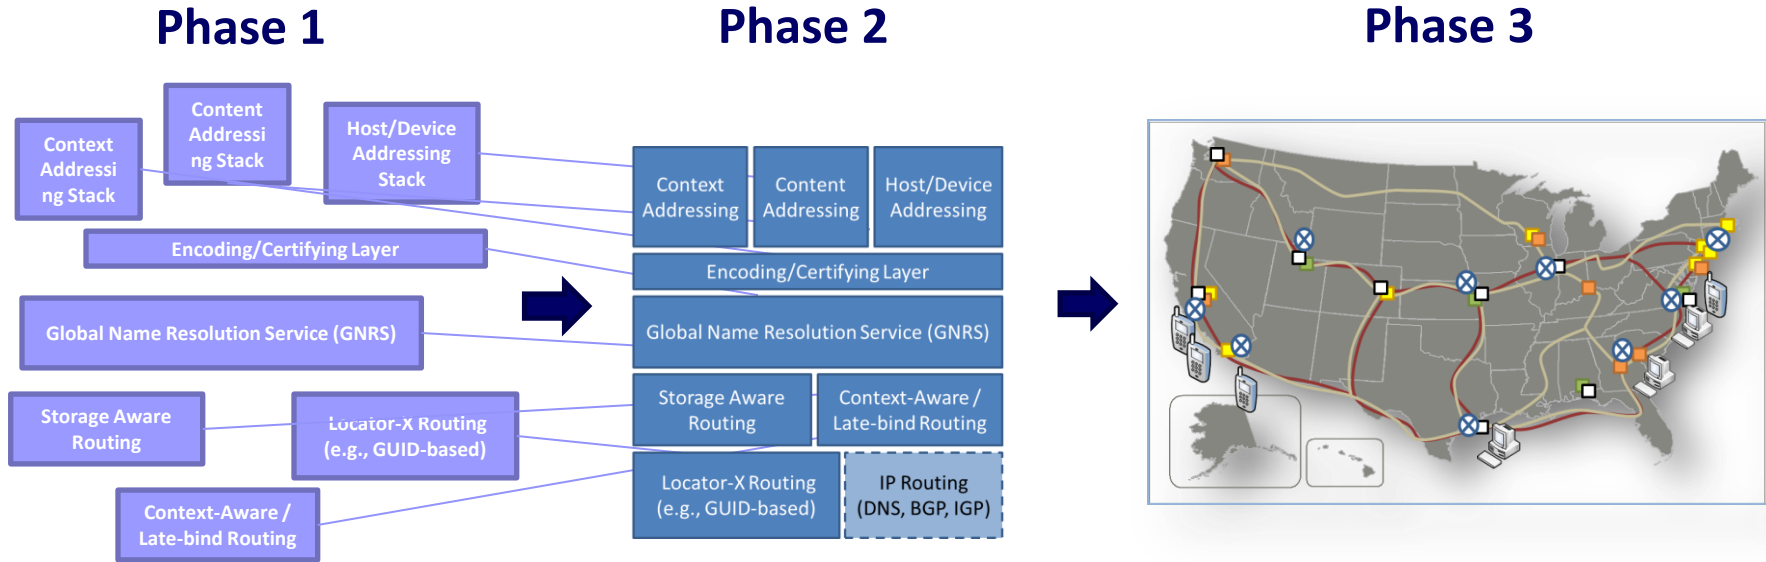 Phase 1
Phase 2
Phase 3
Context
Addressi
ng Stack
Content
Addressi
ng Stack
Host/Device
Addressing
Stack
Encoding/Certifying Layer
Global Name Resolution Service (GNRS)
Storage Aware
Routing
Locator-X Routing
(e.g., GUID-based)
Context-Aware /
Late-bind Routing
Context
Addressing
Content
Addressing
Host/Device
Addressing
Encoding/Certifying Layer
Global Name Resolution Service (GNRS)
Storage Aware
Routing
Context-Aware /
Late-bind Routing
Locator-X Routing
(e.g., GUID-based)
IP Routing
(DNS, BGP, IGP)